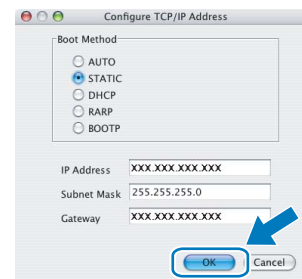 Configure TCP/IP Address
Boot Method
AUTO
STATIC
DHCP
RARP
BOOTP
IP Address XXX.XXX.XXX.XXX
Subnet Mask 255.255.255.0
Gateway XXX.XXX.XXX.XXX
OK Cancel